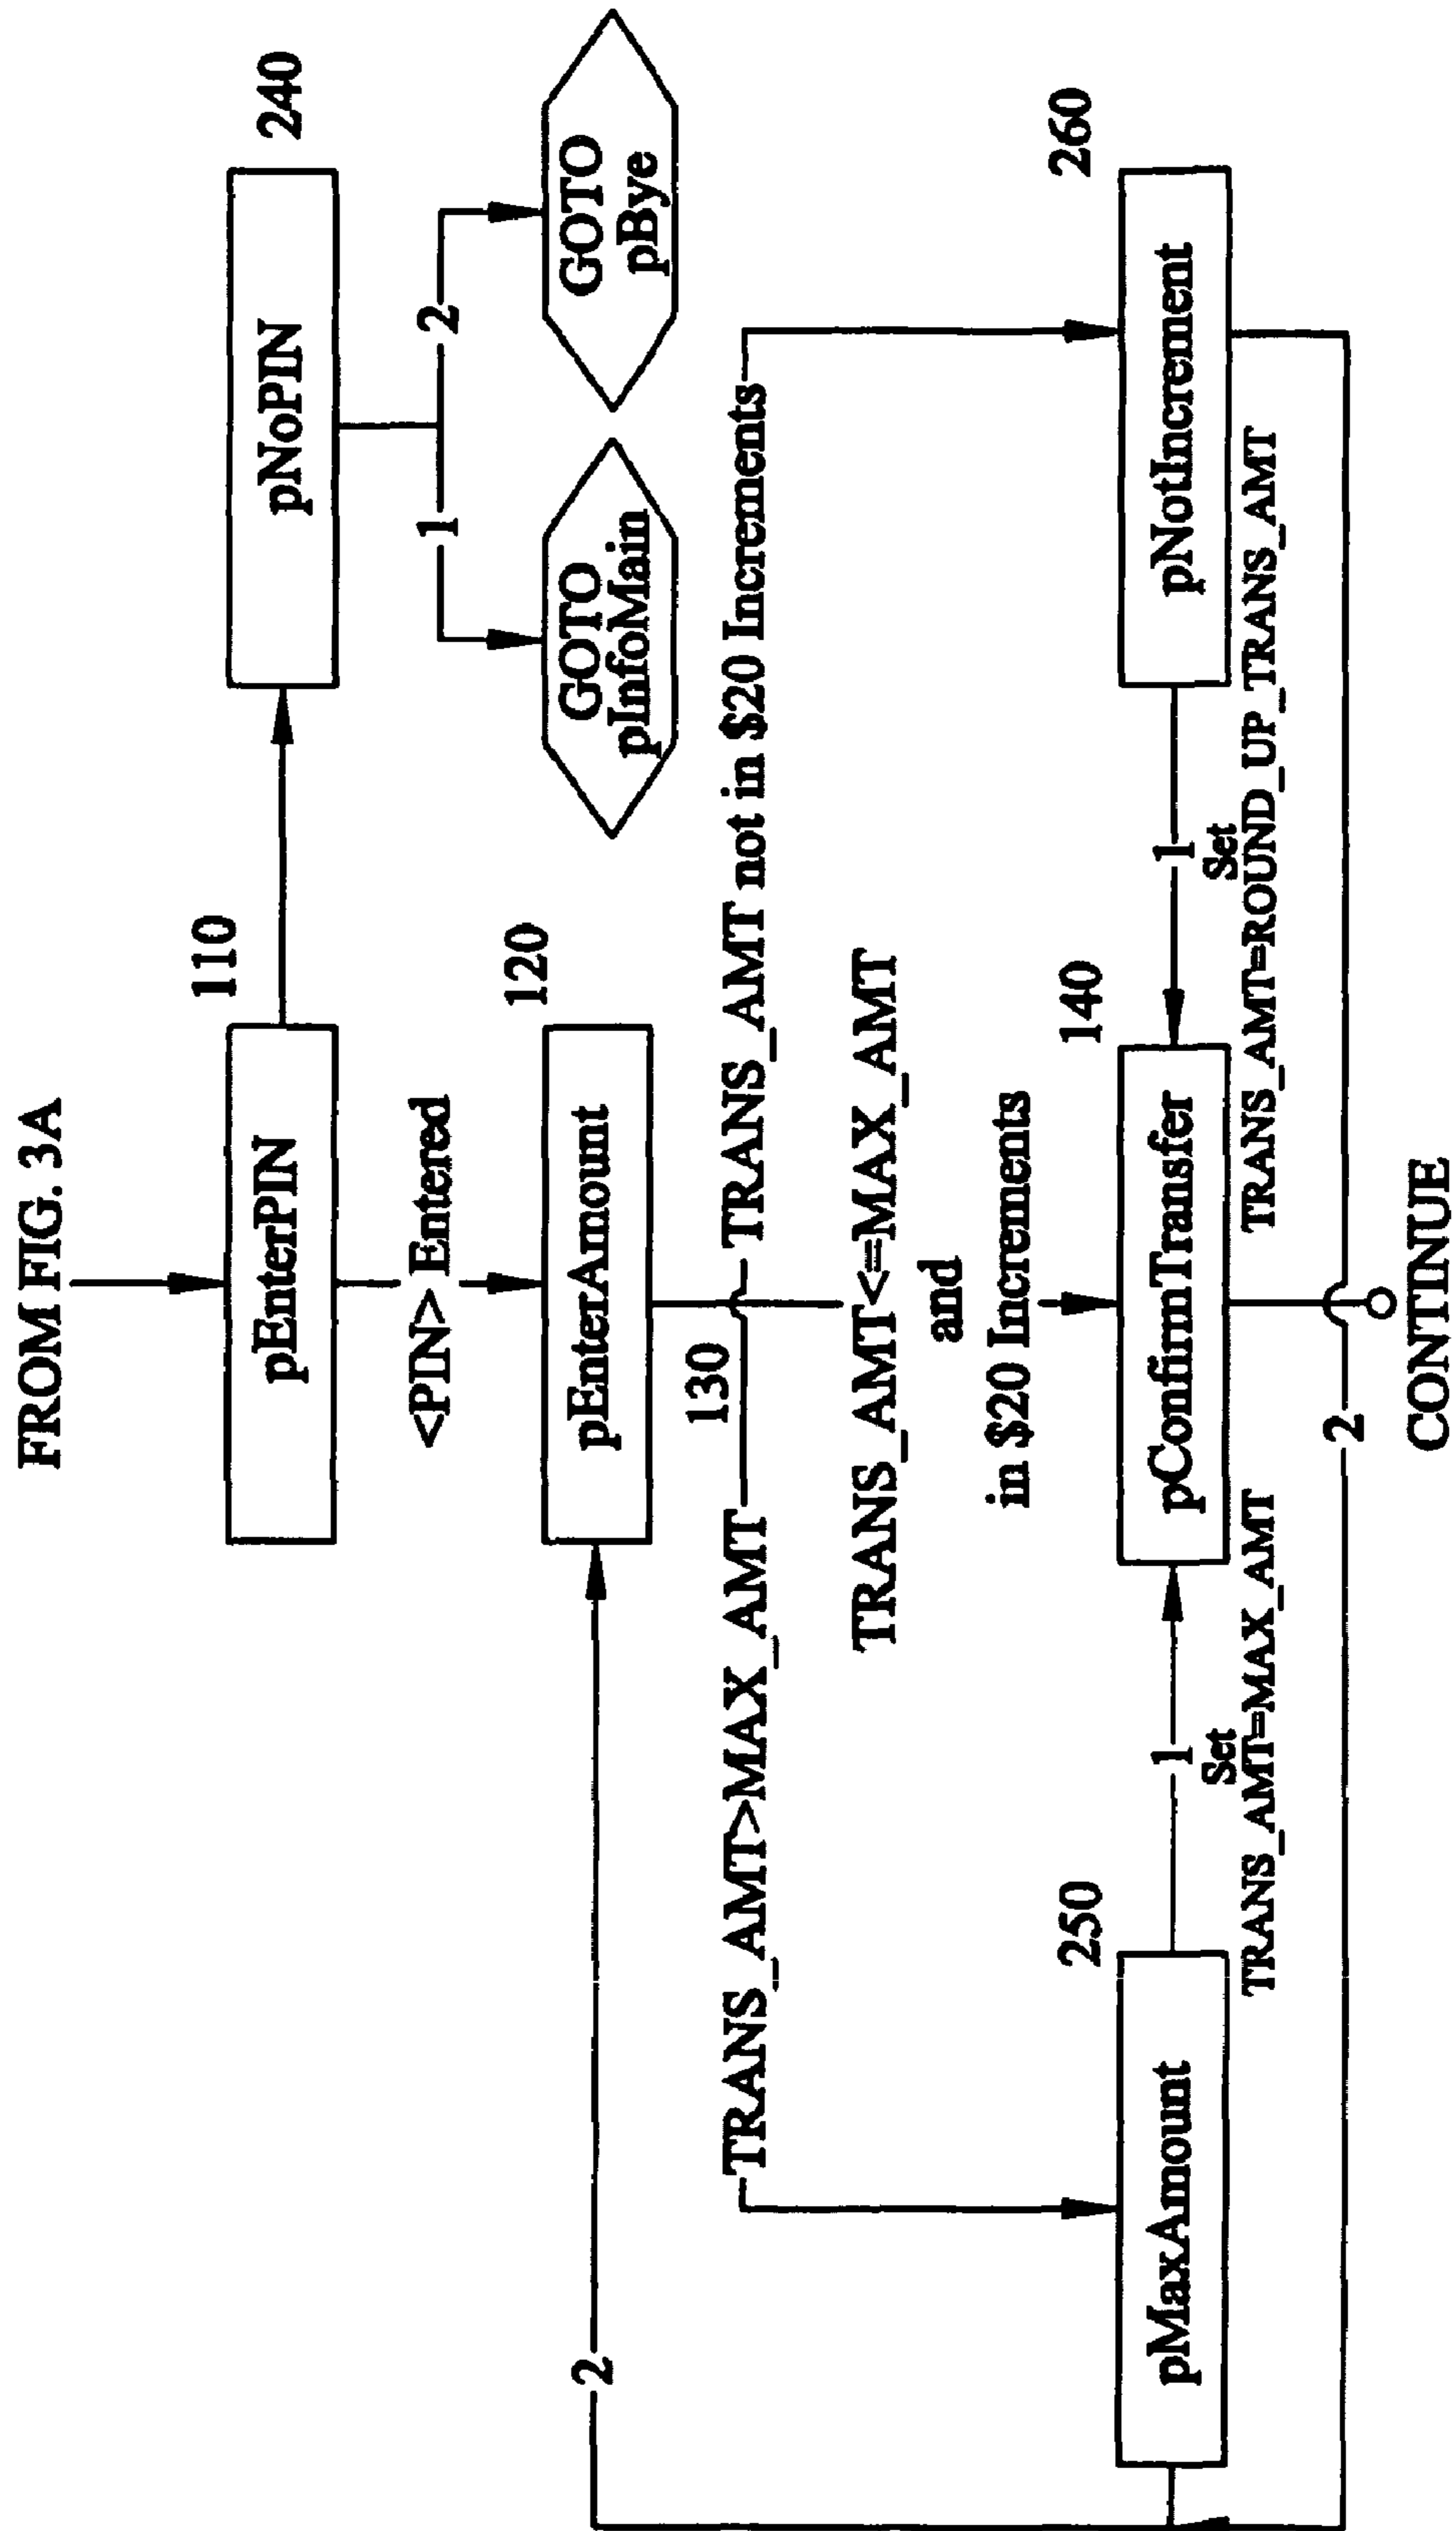 FROM FIG. 3A
110
240
pEnterPIN
pNoPIN
<PIN> Entered
1
2
120
GOTO
pInfoMain
GOTO
pBye
pEnterAmount
2
130
TRANS_AMT>MAX_AMT
TRANS_AMT not in $20 Increments
TRANS_AMT<=MAX_AMT
and
in $20 Increments
250
140
260
pMaxAmount
1
Set
TRANS_AMT=MAX_AMT
pConfirmTransfer
1
Set
TRANS_AMT=ROUND_UP_TRANS_AMT
pNotIncrement
2
CONTINUE